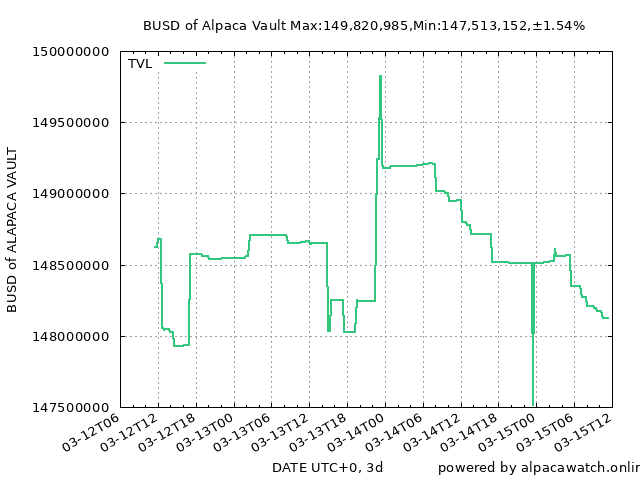 BUSD of Alpaca Vault Max:149,820,985,Min:147,513,152,±1.54%
TVL
150000000
149500000
149000000
148500000
148000000
147500000
BUSD of ALAPACA VAULT
03-12T06
03-12T12
03-12T18
03-13T00
03-13T06
03-13T12
03-13T18
03-14T00
03-14T06
03-14T12
03-14T18
03-15T00
03-15T06
03-15T12
DATE UTC+0, 3d
powered by alpacawatch.onlin